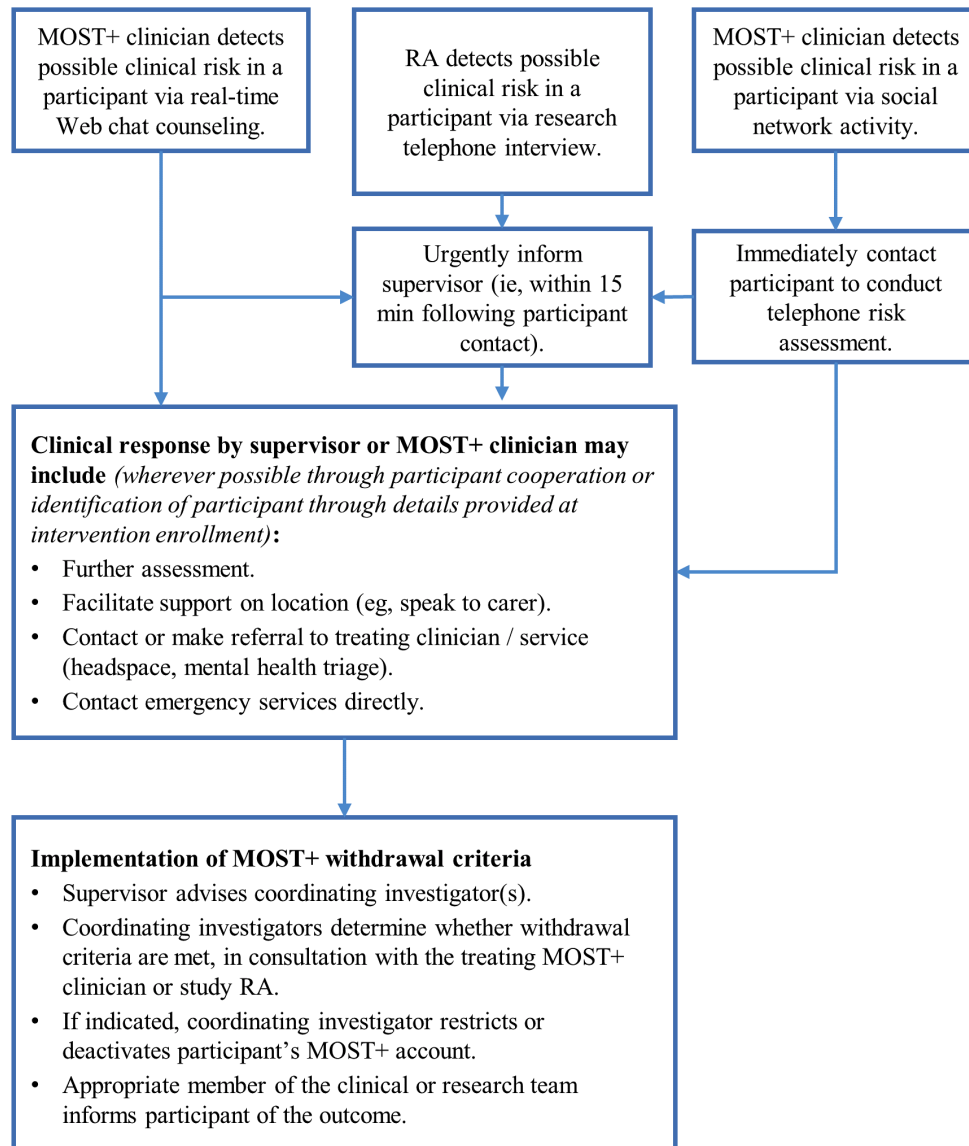 MOST+ clinician detects
possible clinical risk in a
participant via real-time
Web chat counseling.
RA detects possible
clinical risk in a
participant via research
telephone interview.
MOST+ clinician detects
possible clinical risk in a
participant via social
network activity.
Urgently inform
supervisor (ie, within 15
min following participant
contact).
Immediately contact
participant to conduct
telephone risk
assessment.
Clinical response by supervisor or MOST+ clinician may
include (wherever possible through participant cooperation or
identification of participant through details provided at
intervention enrollment):
• Further assessment.
• Facilitate support on location (eg, speak to carer).
• Contact or make referral to treating clinician / service
(headspace, mental health triage).
• Contact emergency services directly.
Implementation of MOST+ withdrawal criteria
• Supervisor advises coordinating investigator(s).
• Coordinating investigators determine whether withdrawal
criteria are met, in consultation with the treating MOST+
clinician or study RA.
• If indicated, coordinating investigator restricts or
deactivates participant’s MOST+ account.
• Appropriate member of the clinical or research team
informs participant of the outcome.